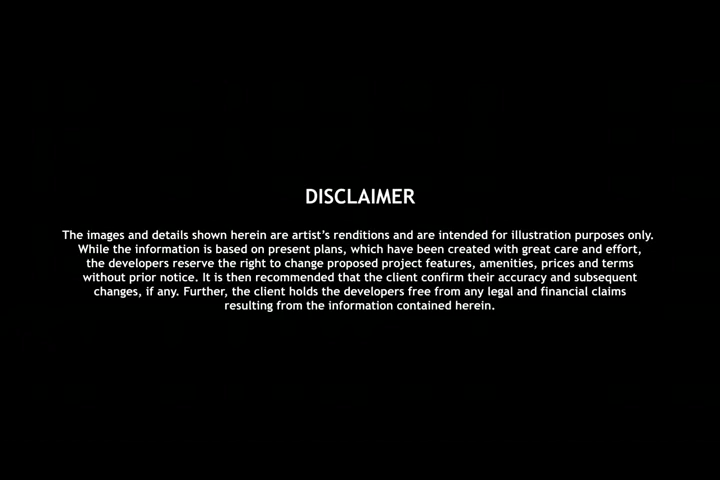 DISCLAIMER
The images and details shown herein are artist's renditions and are intended for illustration purposes only.
While the information is based on present plans, which have been created with great care and effort,
the developers reserve the right to change proposed project features, amenities, prices and terms
without prior notice. It is then recommended that the client confirm their accuracy and subsequent
changes, if any. Further, the client holds the developers free from any legal and financial claims
resulting from the information contained herein.